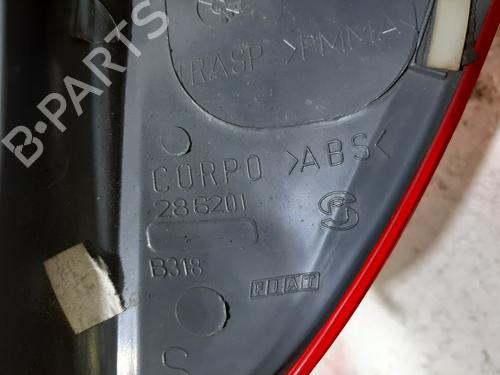 TRASP >PMMA<
CORPO >ABS<
286201
B318
FIAT
S
B-PARTS